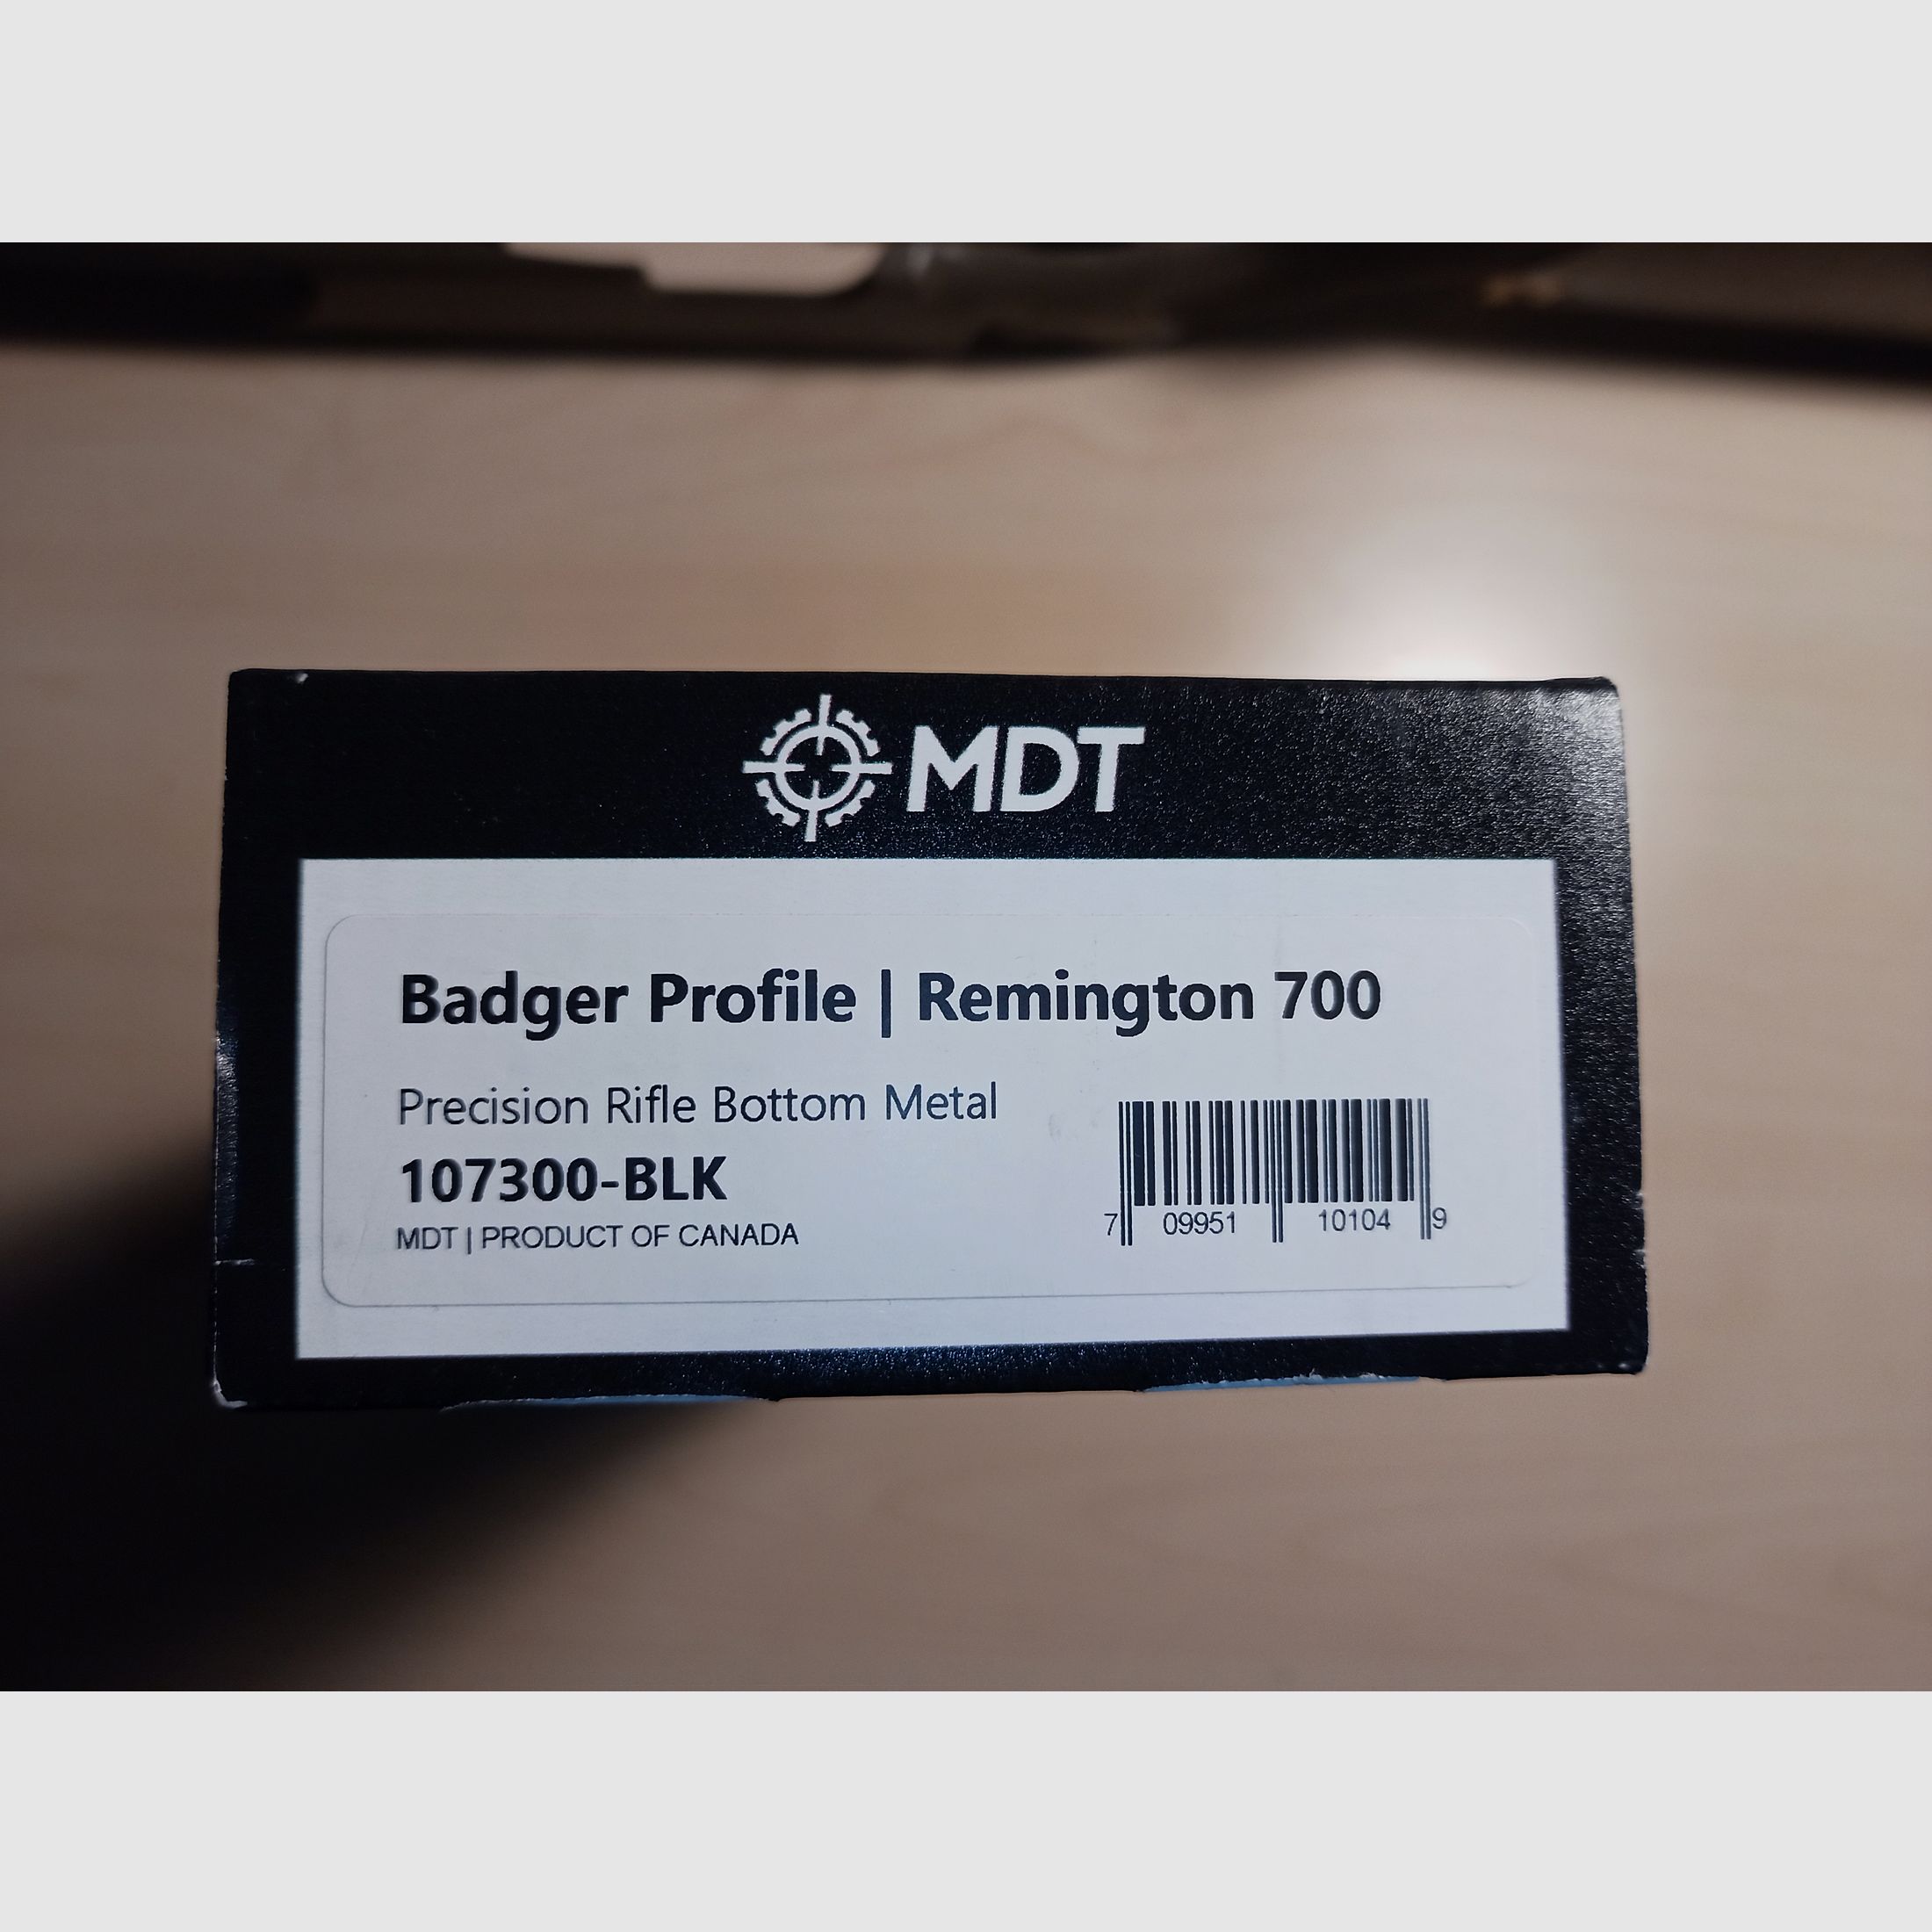 MDT
Badger Profile | Remington 700
Precision Rifle Bottom Metal
107300-BLK
MDT | PRODUCT OF CANADA
7 09951 10104 9